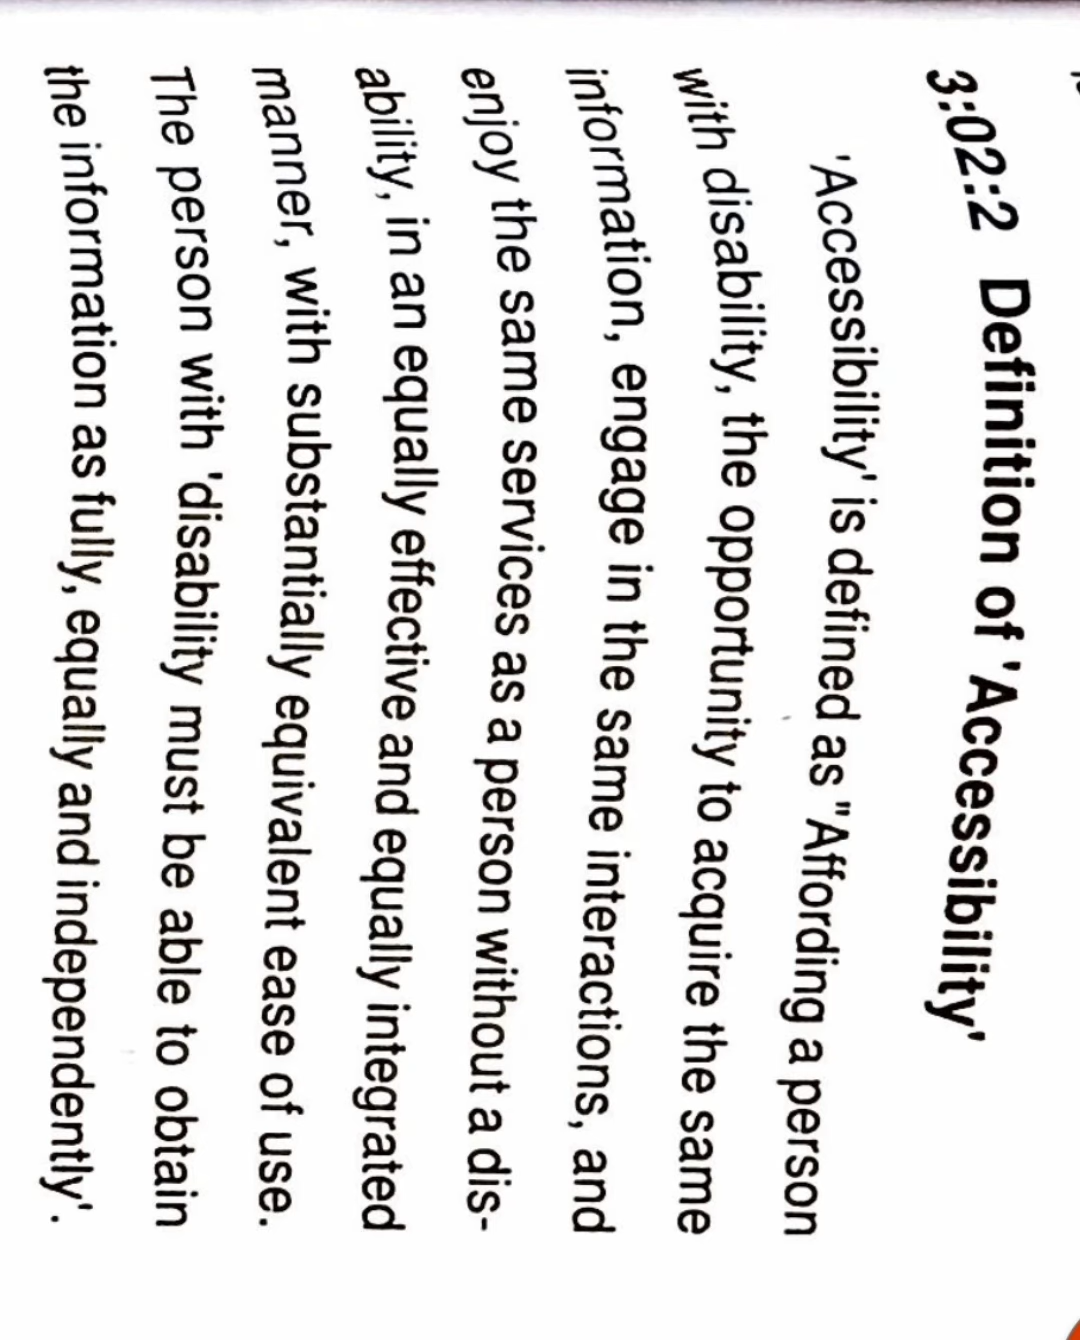 3:02:2 Definition of 'Accessibility'
'Accessibility' is defined as "Affording a person
with disability, the opportunity to acquire the same
information, engage in the same interactions, and
enjoy the same services as a person without a dis-
ability, in an equally effective and equally integrated
manner, with substantially equivalent ease of use.
The person with 'disability must be able to obtain
the information as fully, equally and independently'.